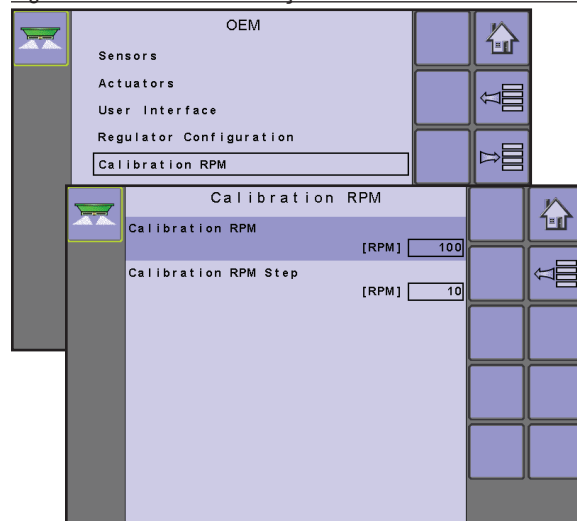 OEM
Sensors
Actuators
User Interface
Regulator Configuration
Calibration RPM
Calibration RPM
Calibration RPM
[RPM] 100
Calibration RPM Step
[RPM] 10